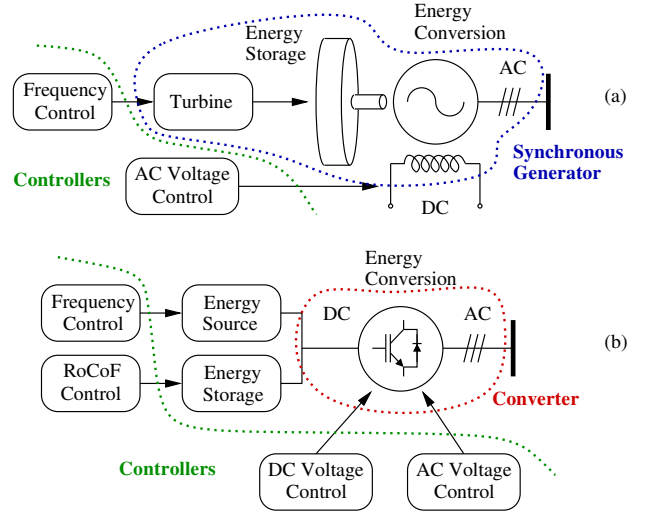 Energy
Storage
Energy
Conversion
AC
Frequency
Control
Turbine
(a)
Controllers
AC Voltage
Control
Synchronous
Generator
DC
Energy
Conversion
Frequency
Control
Energy
Source
DC
AC
(b)
RoCoF
Control
Energy
Storage
Converter
Controllers
DC Voltage
Control
AC Voltage
Control